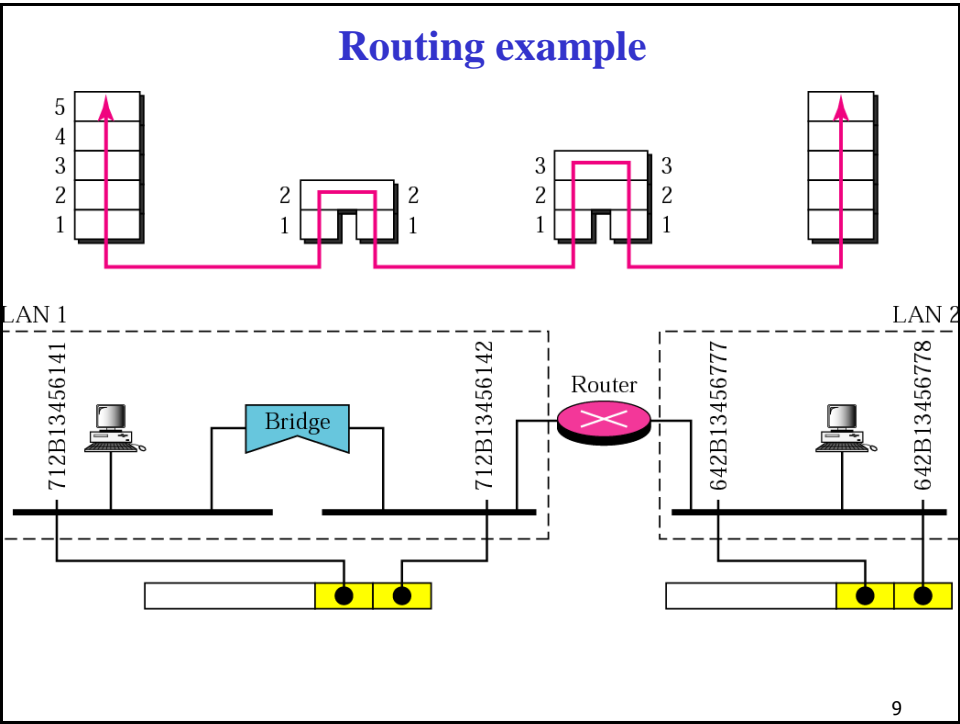 Routing example
5
4
3
2
1
2 2
1 1
3 3
2 2
1 1
LAN 1
LAN 2
712B13456141
Bridge
712B13456142
Router
642B13456777
642B13456778
9